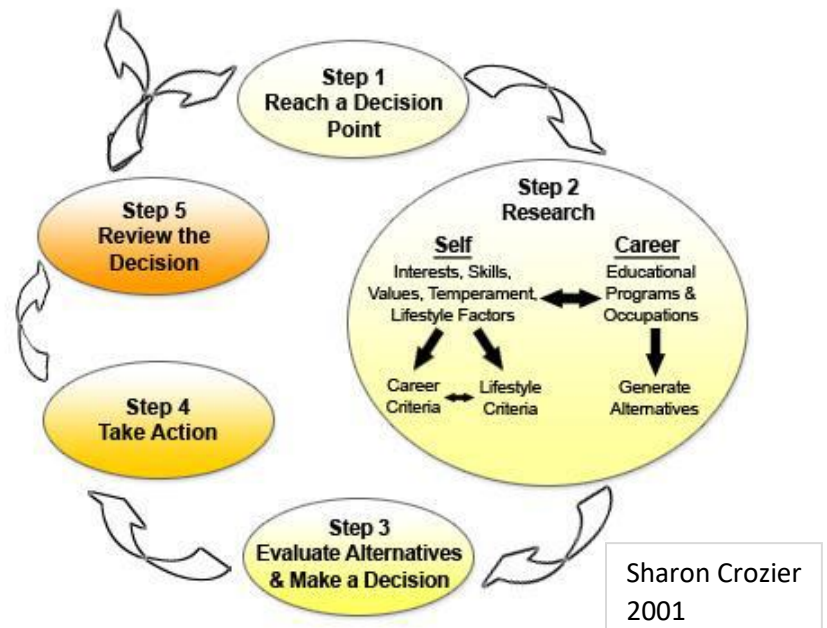 Step 1
Reach a Decision
Point
Step 2
Research
Self
Interests, Skills,
Values, Temperament,
Lifestyle Factors
Career
Educational
Programs &
Occupations
Career
Criteria
Lifestyle
Criteria
Generate
Alternatives
Step 3
Evaluate Alternatives
& Make a Decision
Step 4
Take Action
Step 5
Review the
Decision
Sharon Crozier
2001